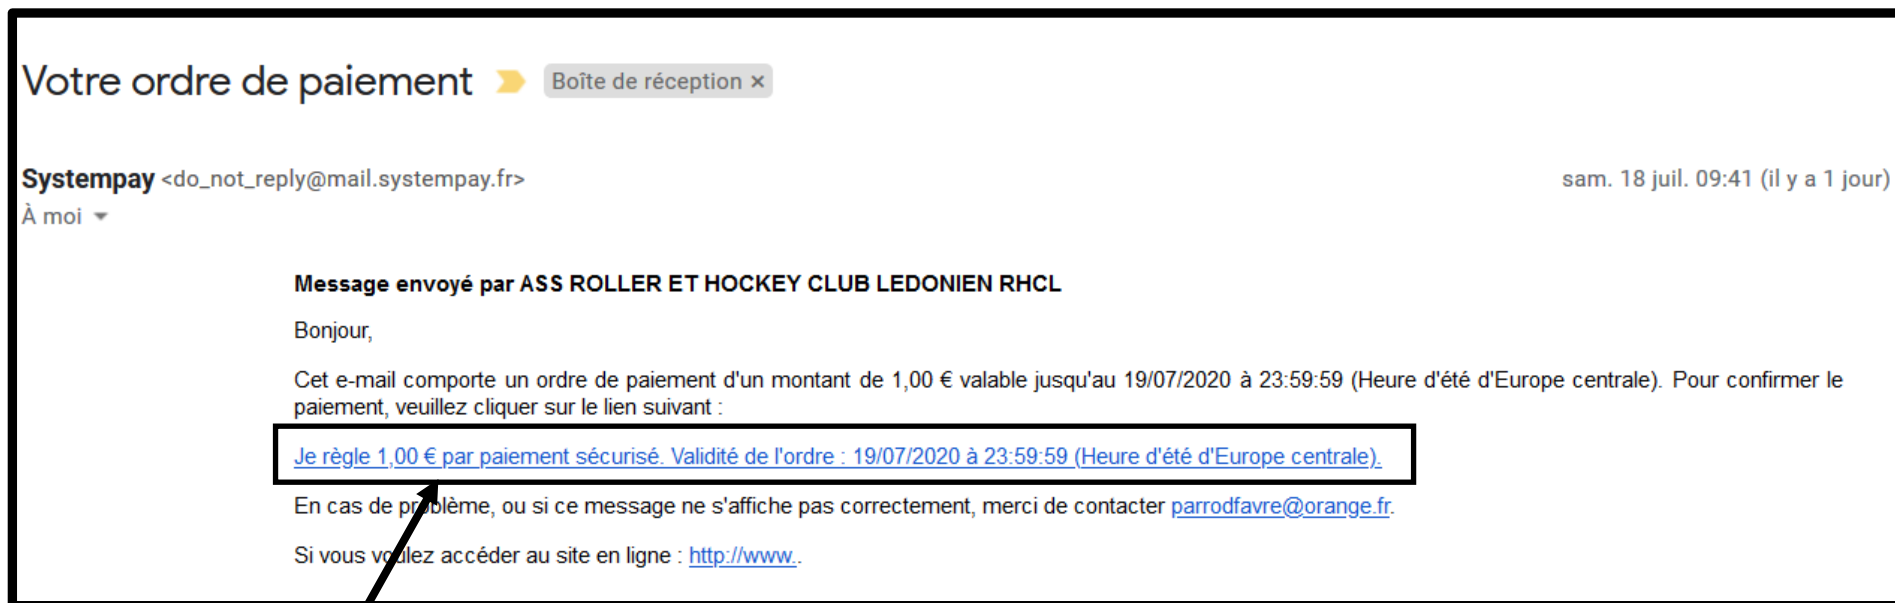 Votre ordre de paiement Boîte de réception ×
Systempay <do_not_reply@mail.systempay.fr> sam. 18 juil. 09:41 (il y a 1 jour)
À moi
Message envoyé par ASS ROLLER ET HOCKEY CLUB LEDONIEN RHCL
Bonjour,
Cet e-mail comporte un ordre de paiement d'un montant de 1,00 € valable jusqu'au 19/07/2020 à 23:59:59 (Heure d'été d'Europe centrale). Pour confirmer le
paiement, veuillez cliquer sur le lien suivant :
Je règle 1,00 € par paiement sécurisé. Validité de l'ordre : 19/07/2020 à 23:59:59 (Heure d'été d'Europe centrale).
En cas de problème, ou si ce message ne s'affiche pas correctement, merci de contacter parrodfavre@orange.fr.
Si vous voulez accéder au site en ligne : http://www..